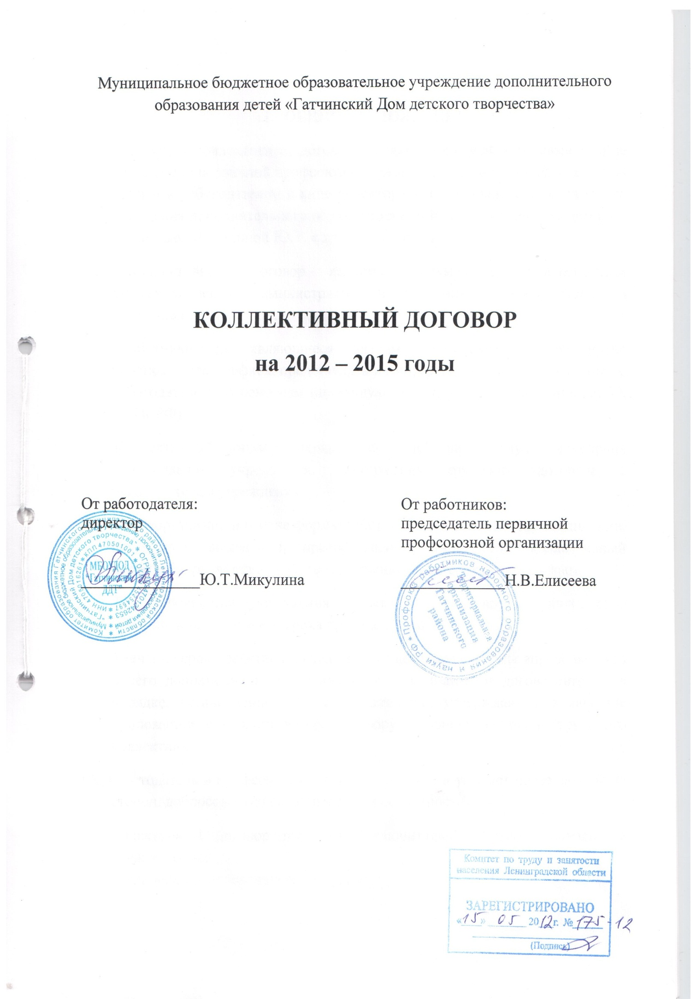 Муниципальное бюджетное образовательное учреждение дополнительного
образования детей «Гатчинский Дом детского творчества»
КОЛЛЕКТИВНЫЙ ДОГОВОР
на 2012 – 2015 годы
От работодателя:
директор
Ю.Т.Микулина
Комитет образования Гатчинского муниципального района Ленинградской области *
Муниципальное бюджетное образовательное учреждение дополнительного образования детей *
"Гатчинский Дом детского творчества" * ОГРН
* ИНН 4705016261 * КПП 470501001 *
МБОУДОД
"Гатчинский
ДДТ"
От работников:
председатель первичной
профсоюзной организации
Н.В.Елисеева
* Профсоюз работников народного образования и науки РФ
Территориальная
организация
Гатчинского
района
Комитет по труду и занятости
населения Ленинградской области
ЗАРЕГИСТРИРОВАНО
«15» 05 2012г. № 175-12
(Подпись)